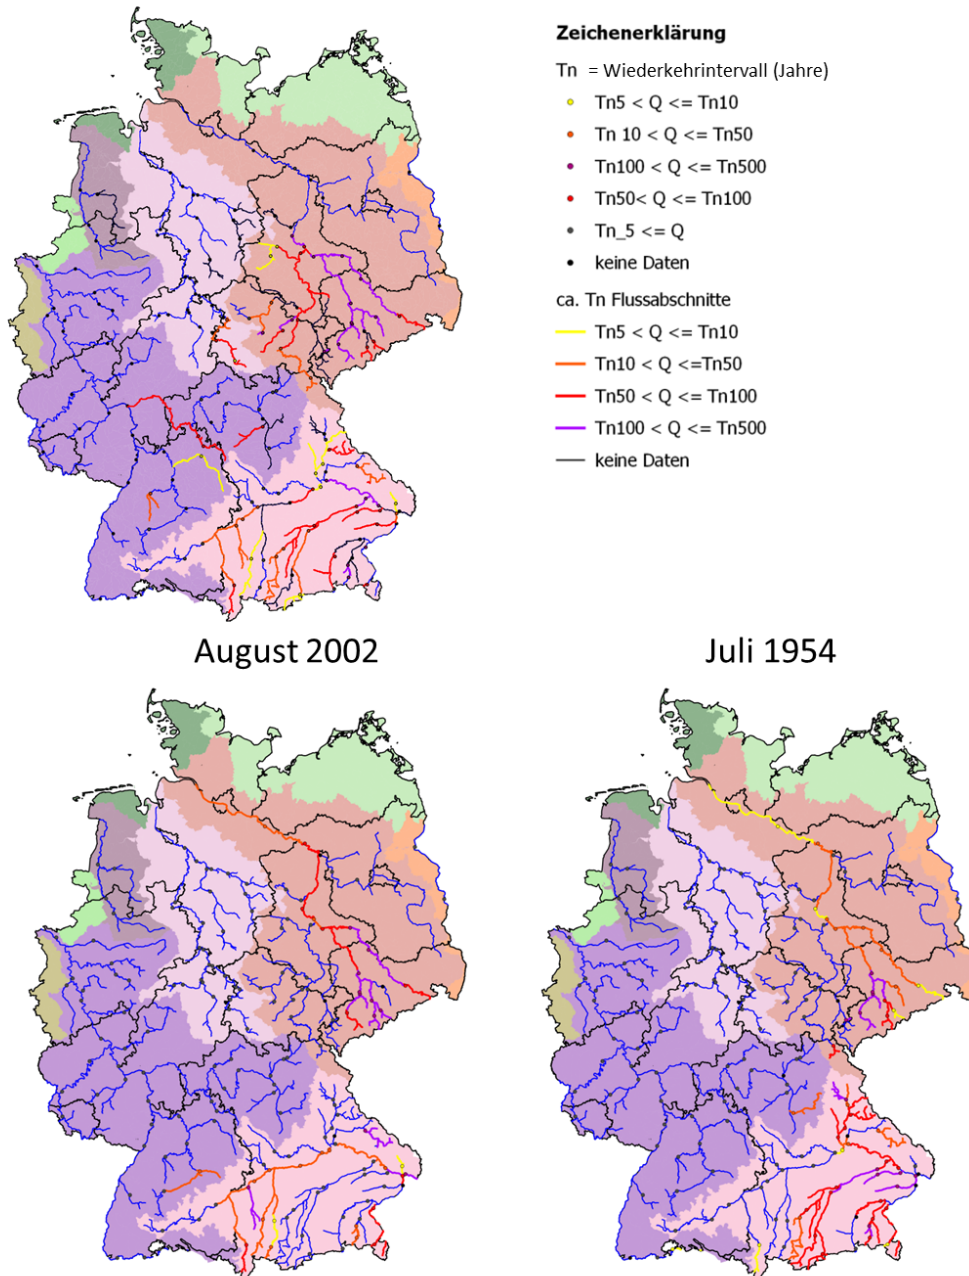 Zeichenerklärung
Tn = Wiederkehrintervall (Jahre)
Tn5 < Q <= Tn10
Tn 10 < Q <= Tn50
Tn100 < Q <= Tn500
Tn50< Q <= Tn100
Tn_5 <= Q
keine Daten
ca. Tn Flussabschnitte
Tn5 < Q <= Tn10
Tn10 < Q <=Tn50
Tn50 < Q <= Tn100
Tn100 < Q <= Tn500
keine Daten
August 2002
Juli 1954